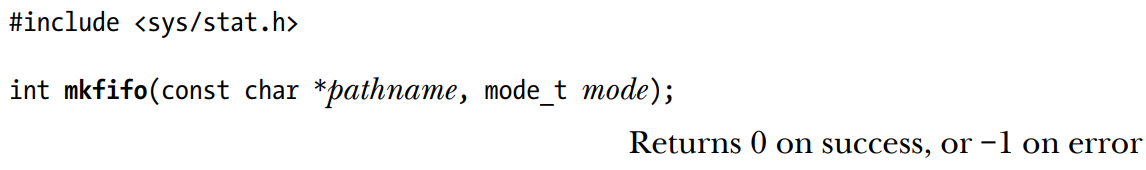 #include <sys/stat.h>
int mkfifo(const char *pathname, mode_t mode);
Returns 0 on success, or −1 on error